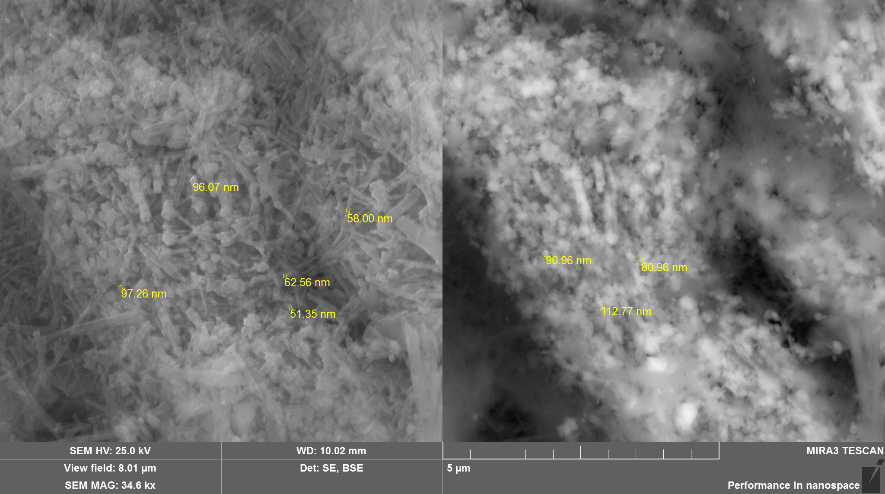 96.07 nm
58.00 nm
62.56 nm
97.26 nm
51.35 nm
90.96 nm
80.96 nm
112.77 nm
SEM HV: 25.0 kV
WD: 10.02 mm
MIRA3 TESCAN
View field: 8.01 µm
Det: SE, BSE
5 µm
SEM MAG: 34.6 kx
Performance in nanospace